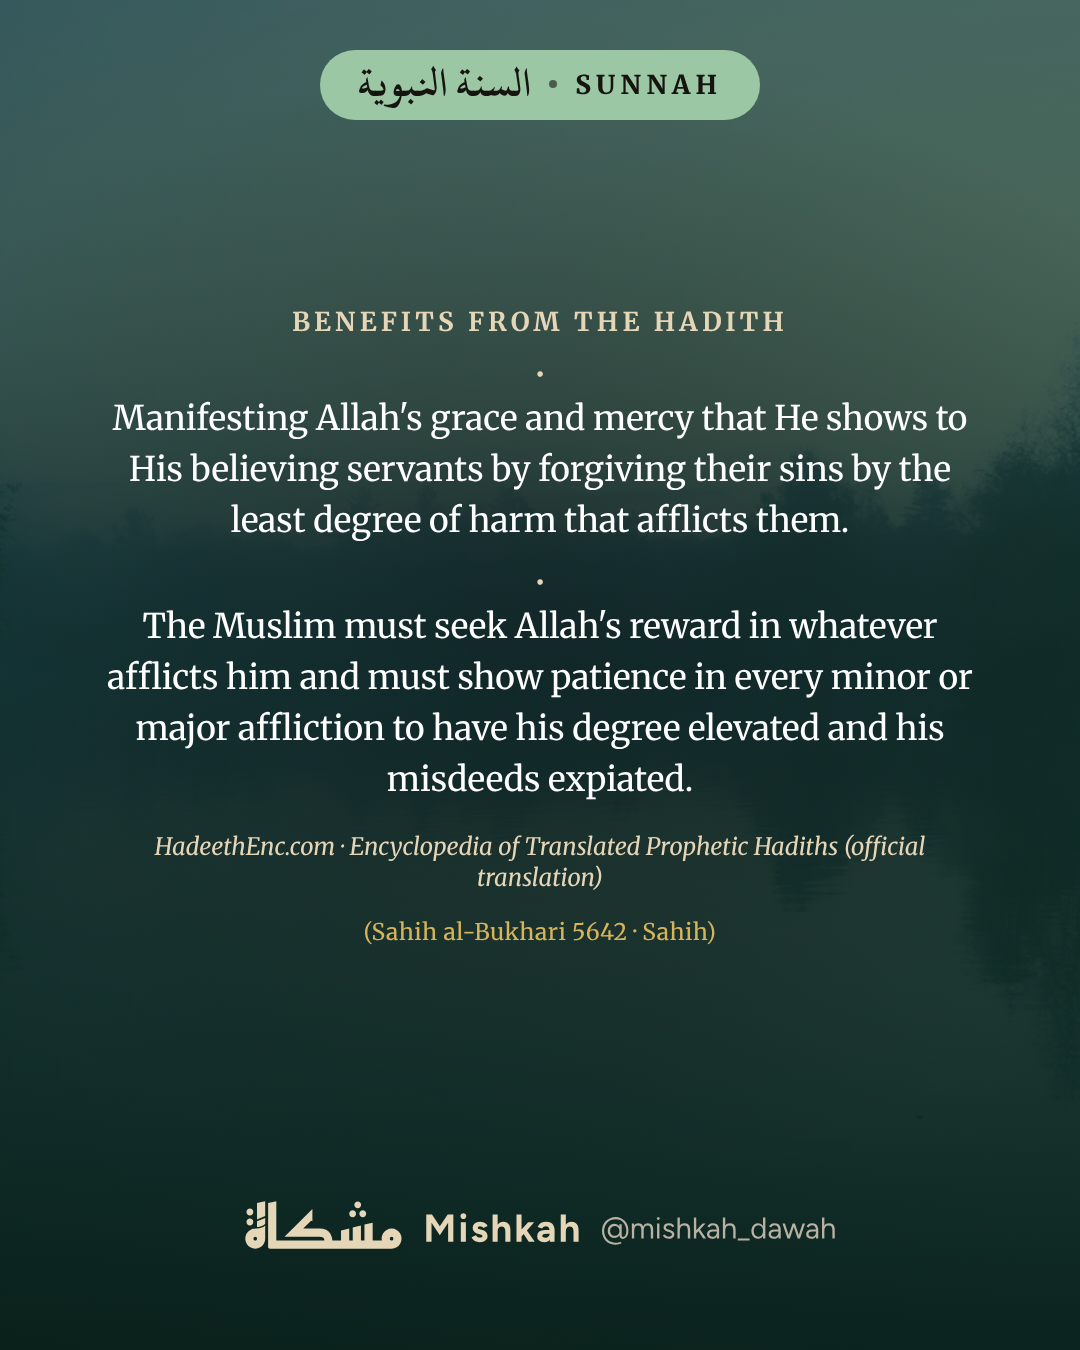 السنة النبوية • SUNNAH
BENEFITS FROM THE HADITH
•
Manifesting Allah's grace and mercy that He shows to
His believing servants by forgiving their sins by the
least degree of harm that afflicts them.
•
The Muslim must seek Allah's reward in whatever
afflicts him and must show patience in every minor or
major affliction to have his degree elevated and his
misdeeds expiated.
HadeethEnc.com · Encyclopedia of Translated Prophetic Hadiths (official
translation)
(Sahih al-Bukhari 5642 · Sahih)
مشكاة Mishkah @mishkah_dawah